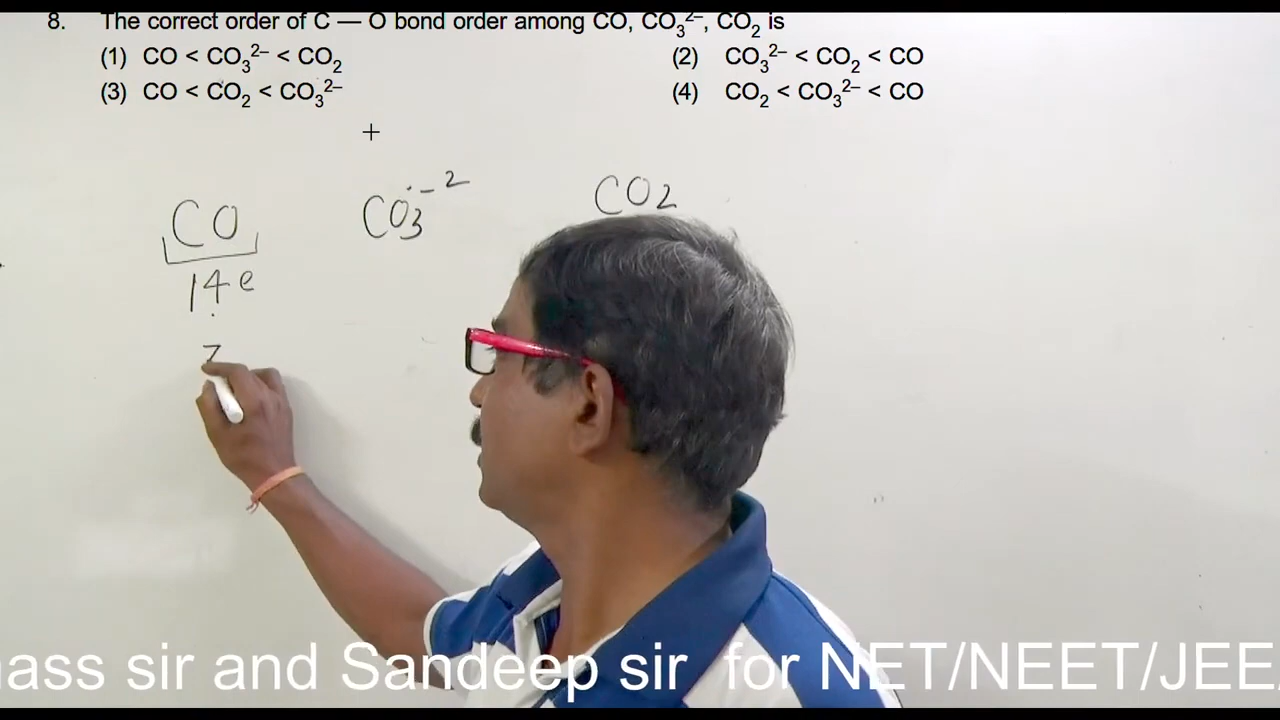 8. The correct order of C — O bond order among CO, CO₃²⁻, CO₂ is
(1) CO < CO₃²⁻ < CO₂ (2) CO₃²⁻ < CO₂ < CO
(3) CO < CO₂ < CO₃²⁻ (4) CO₂ < CO₃²⁻ < CO
CO CO₃⁻² CO₂
14e
sir and Sandeep sir for NET/NEET/JEE